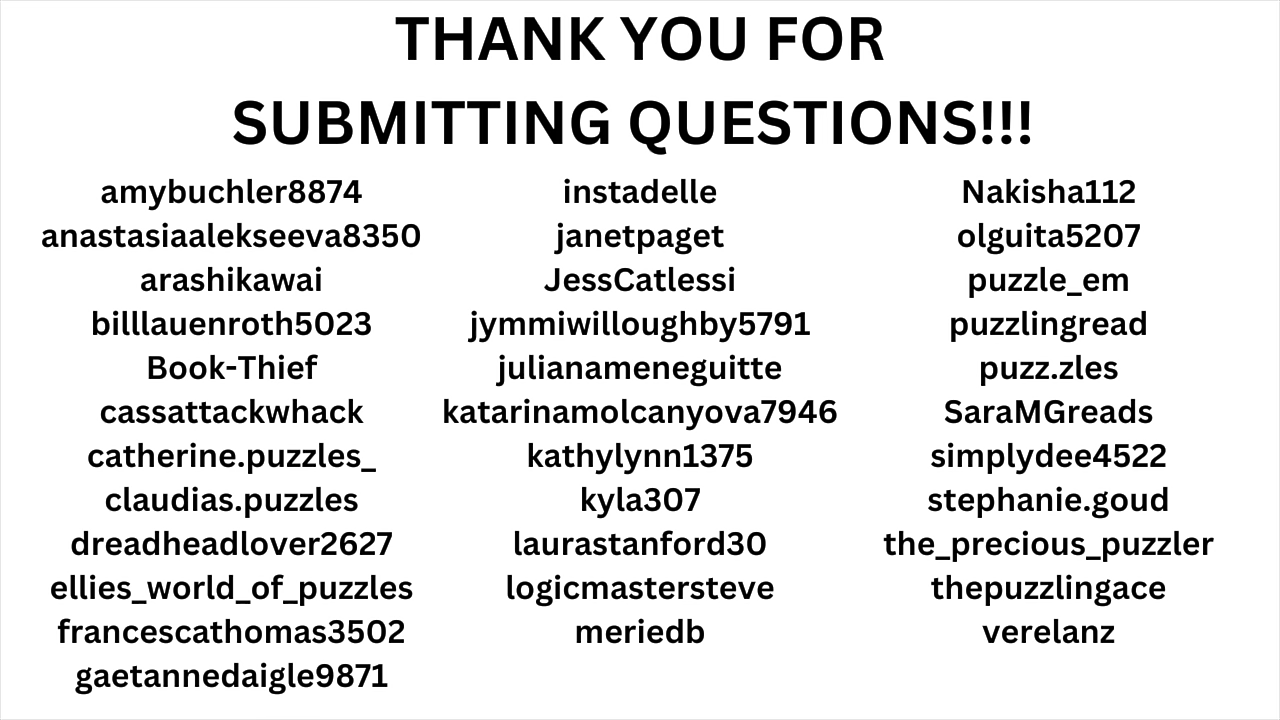 THANK YOU FOR
SUBMITTING QUESTIONS!!!
amybuchler8874
anastasiaalekseeva8350
arashikawai
billlauenroth5023
Book-Thief
cassattackwhack
catherine.puzzles_
claudias.puzzles
dreadheadlover2627
ellies_world_of_puzzles
francescathomas3502
gaetannedaigle9871
instadelle
janetpaget
JessCatlessi
jymmiwilloughby5791
julianameneguitte
katarinamolcanyova7946
kathylynn1375
kyla307
laurastanford30
logicmastersteve
meriedb
Nakisha112
olguita5207
puzzle_em
puzzlingread
puzz.zles
SaraMGreads
simplydee4522
stephanie.goud
the_precious_puzzler
thepuzzlingace
verelanz